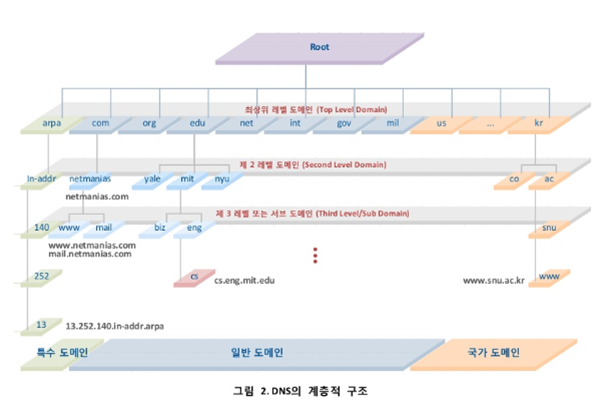 Root
최상위 레벨 도메인 (Top Level Domain)
arpa com org edu net int gov mil us ... kr
제 2 레벨 도메인 (Second Level Domain)
In-addr netmanias yale mit nyu co ac
netmanias.com
제 3 레벨 또는 서브 도메인 (Third Level/Sub Domain)
140 www mail biz eng snu
www.netmanias.com
mail.netmanias.com
252 cs cs.eng.mit.edu www.snu.ac.kr www
13 13.252.140.in-addr.arpa
특수 도메인 일반 도메인 국가 도메인
그림 2. DNS의 계층적 구조